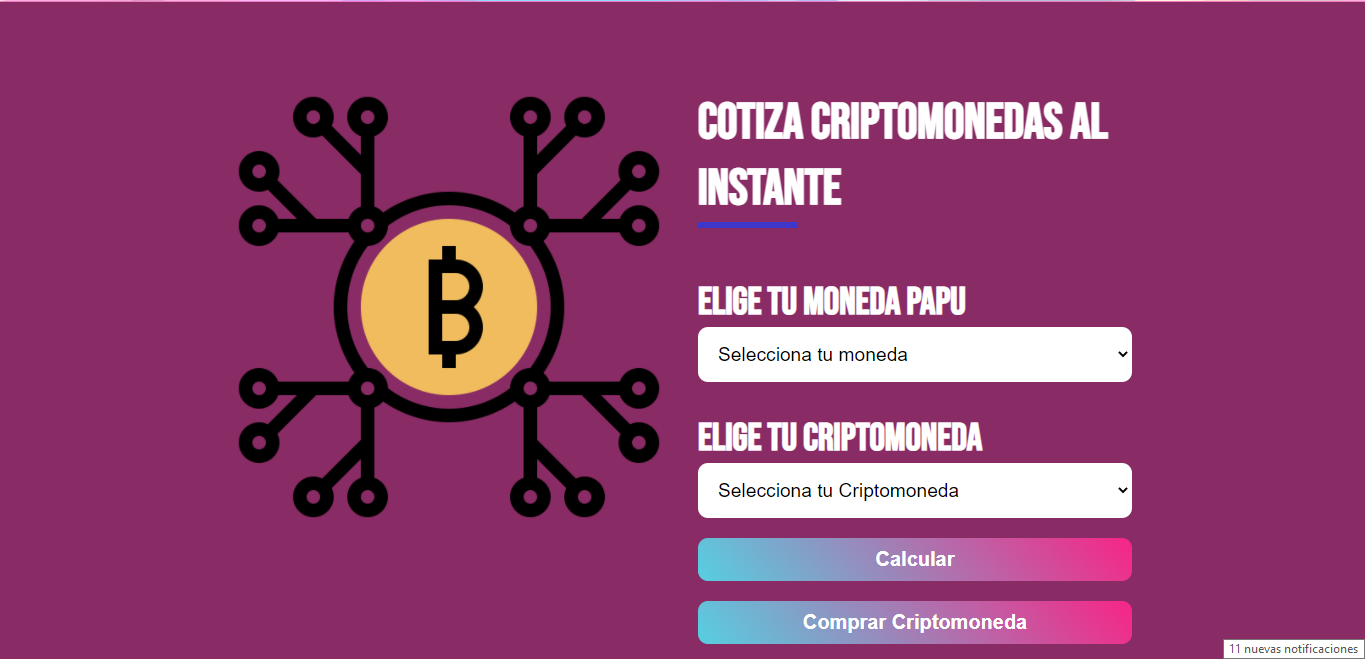 COTIZA CRIPTOMONEDAS AL
INSTANTE
ELIGE TU MONEDA PAPU
Selecciona tu moneda
ELIGE TU CRIPTOMONEDA
Selecciona tu Criptomoneda
Calcular
Comprar Criptomoneda
11 nuevas notificaciones